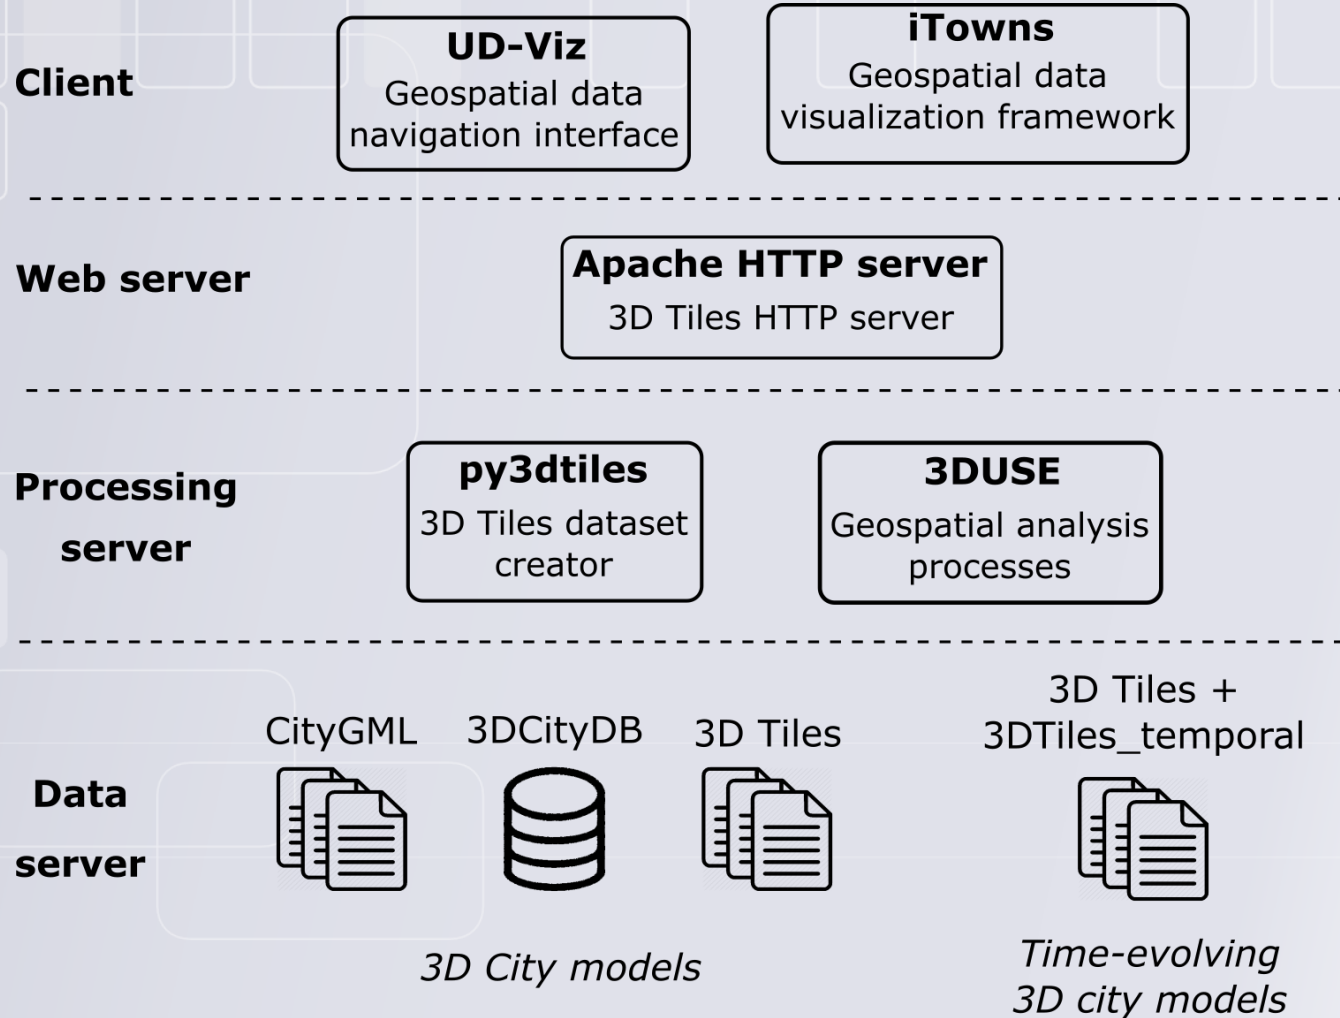 Client
UD-Viz
Geospatial data
navigation interface
iTowns
Geospatial data
visualization framework
Web server
Apache HTTP server
3D Tiles HTTP server
Processing
server
py3dtiles
3D Tiles dataset
creator
3DUSE
Geospatial analysis
processes
Data
server
CityGML
3DCityDB
3D Tiles
3D Tiles +
3DTiles_temporal
3D City models
Time-evolving
3D city models